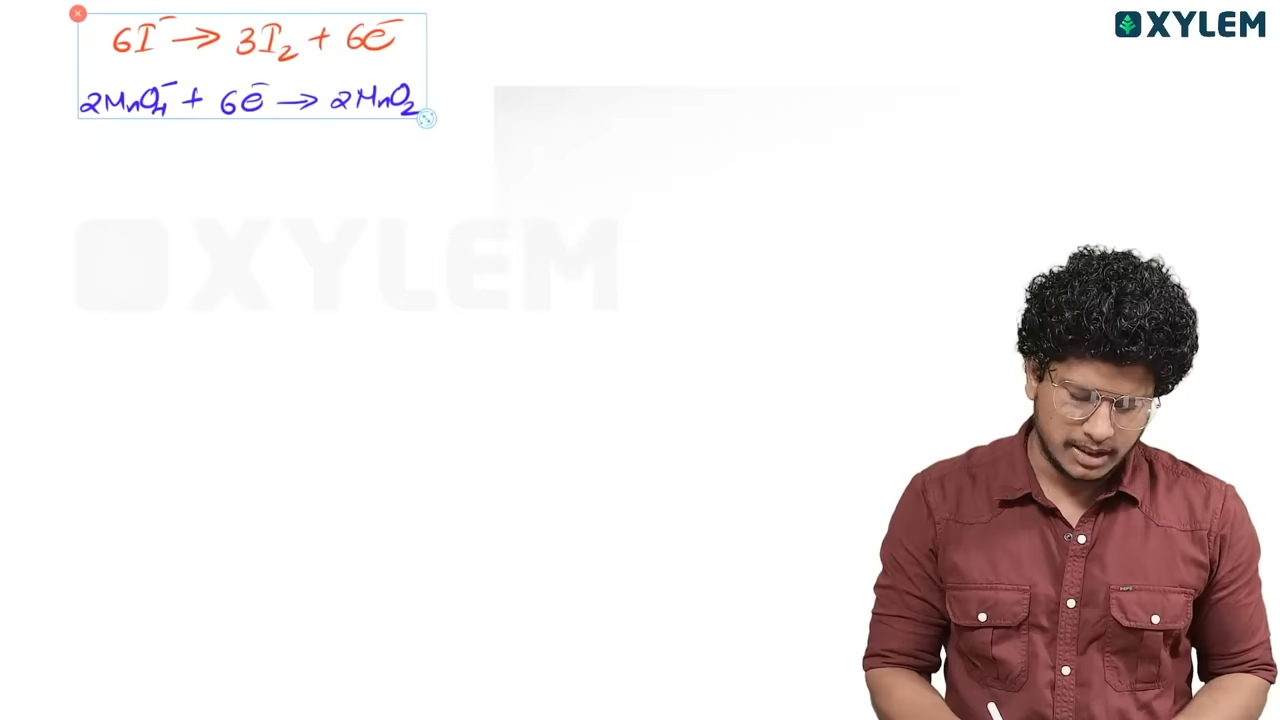 XYLEM
6I⁻ → 3I₂ + 6e⁻
2MnO₄⁻ + 6e⁻ → 2MnO₂
XYLEM